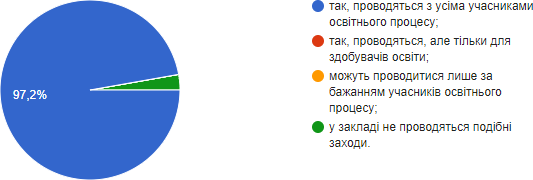 97,2%
так, проводяться з усіма учасниками
освітнього процесу;
так, проводяться, але тільки для
здобувачів освіти;
можуть проводитися лише за
бажанням учасників освітнього
процесу;
у закладі не проводяться подібні
заходи.